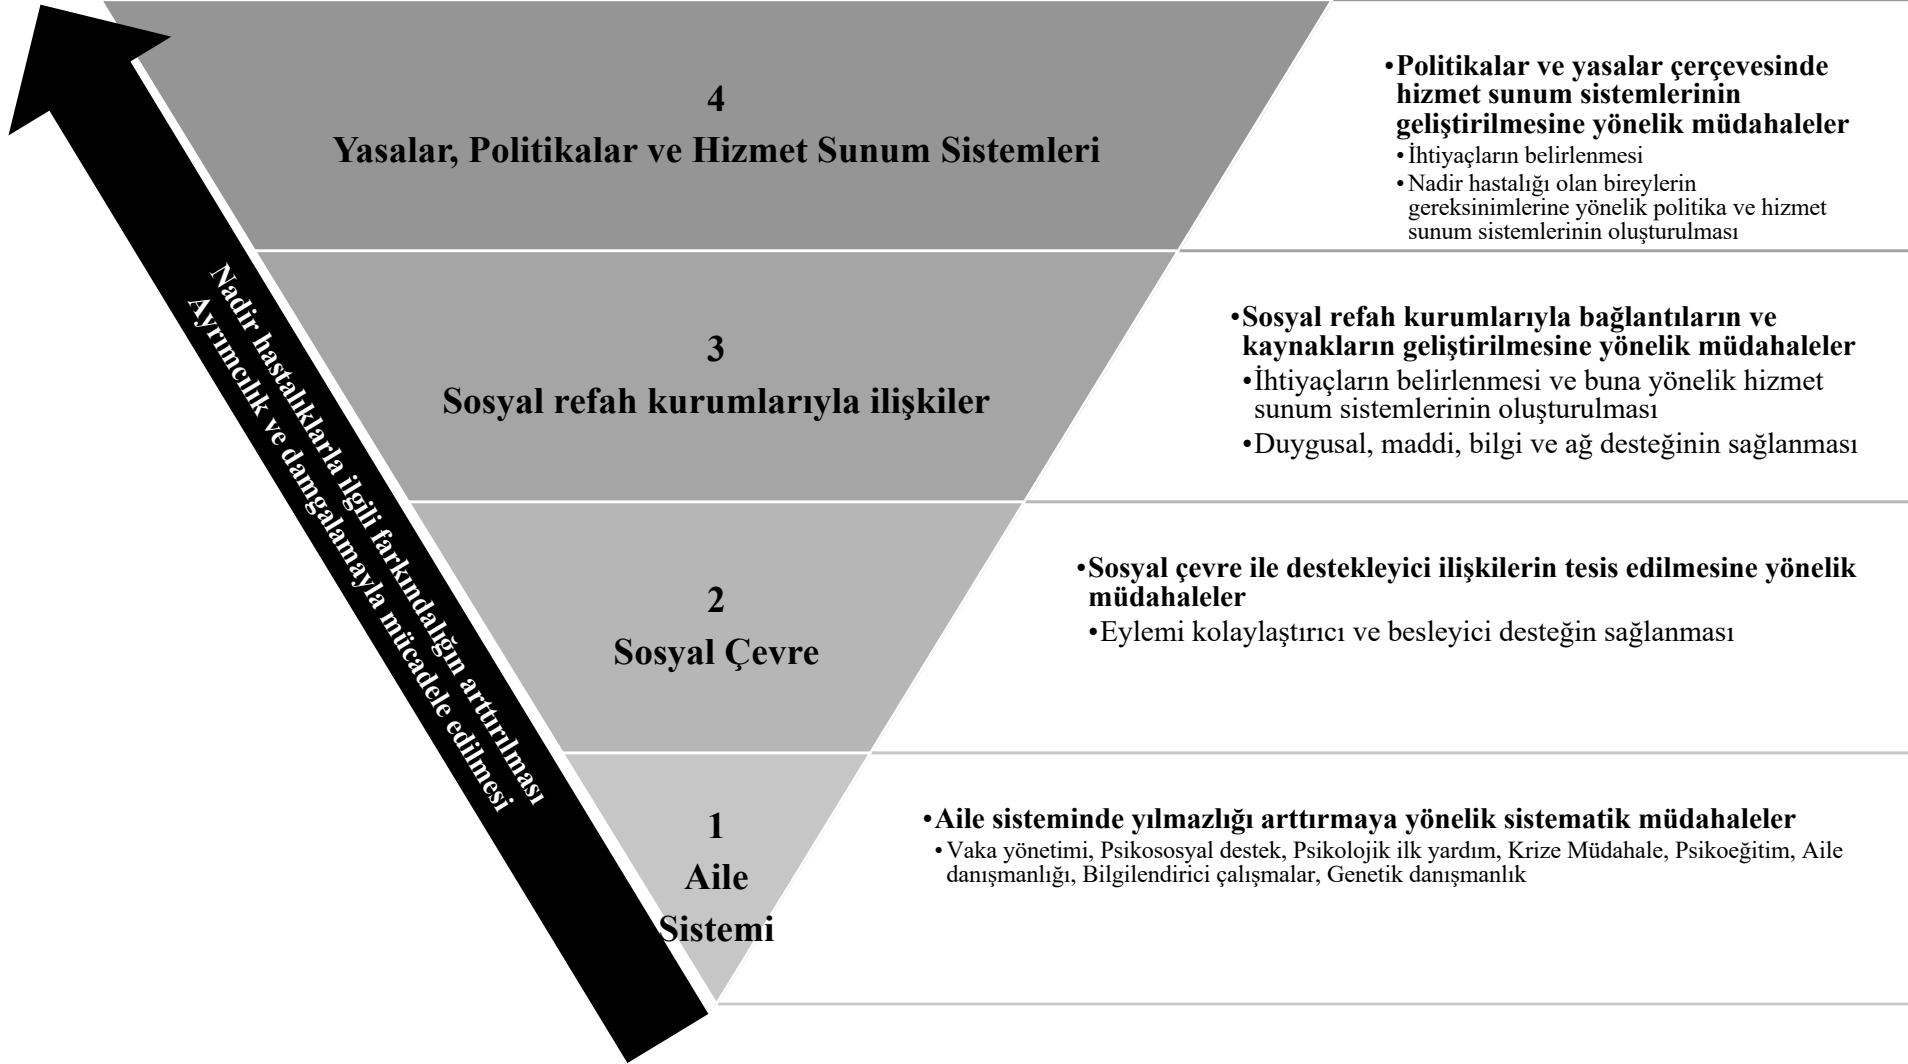 4
Yasalar, Politikalar ve Hizmet Sunum Sistemleri
•Politikalar ve yasalar çerçevesinde
hizmet sunum sistemlerinin
geliştirilmesine yönelik müdahaleler
•İhtiyaçların belirlenmesi
•Nadir hastalığı olan bireylerin
gereksinimlerine yönelik politika ve hizmet
sunum sistemlerinin oluşturulması
3
Sosyal refah kurumlarıyla ilişkiler
•Sosyal refah kurumlarıyla bağlantıların ve
kaynakların geliştirilmesine yönelik müdahaleler
•İhtiyaçların belirlenmesi ve buna yönelik hizmet
sunum sistemlerinin oluşturulması
•Duygusal, maddi, bilgi ve ağ desteğinin sağlanması
2
Sosyal Çevre
•Sosyal çevre ile destekleyici ilişkilerin tesis edilmesine yönelik
müdahaleler
•Eylemi kolaylaştırıcı ve besleyici desteğin sağlanması
1
Aile
Sistemi
•Aile sisteminde yılmazlığı arttırmaya yönelik sistematik müdahaleler
•Vaka yönetimi, Psikososyal destek, Psikolojik ilk yardım, Krize Müdahale, Psikoeğitim, Aile
danışmanlığı, Bilgilendirici çalışmalar, Genetik danışmanlık
Nadir hastalıklarla ilgili farkındalığın arttırılması
Ayrımcılık ve damgalamayla mücadele edilmesi